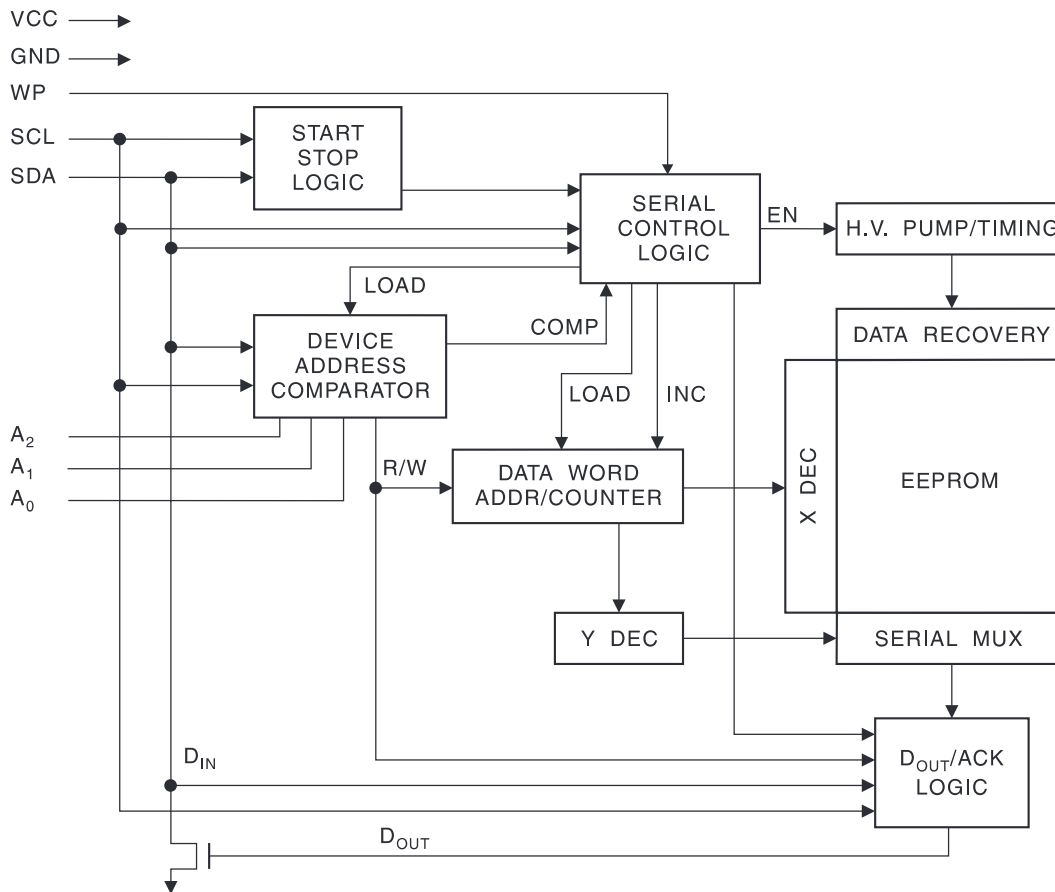 VCC
GND
WP
SCL
SDA
START
STOP
LOGIC
SERIAL
CONTROL
LOGIC
EN
H.V. PUMP/TIMING
LOAD
COMP
DEVICE
ADDRESS
COMPARATOR
DATA RECOVERY
LOAD
INC
A2
A1
A0
R/W
DATA WORD
ADDR/COUNTER
X DEC
EEPROM
Y DEC
SERIAL MUX
DIN
DOUT/ACK
LOGIC
DOUT